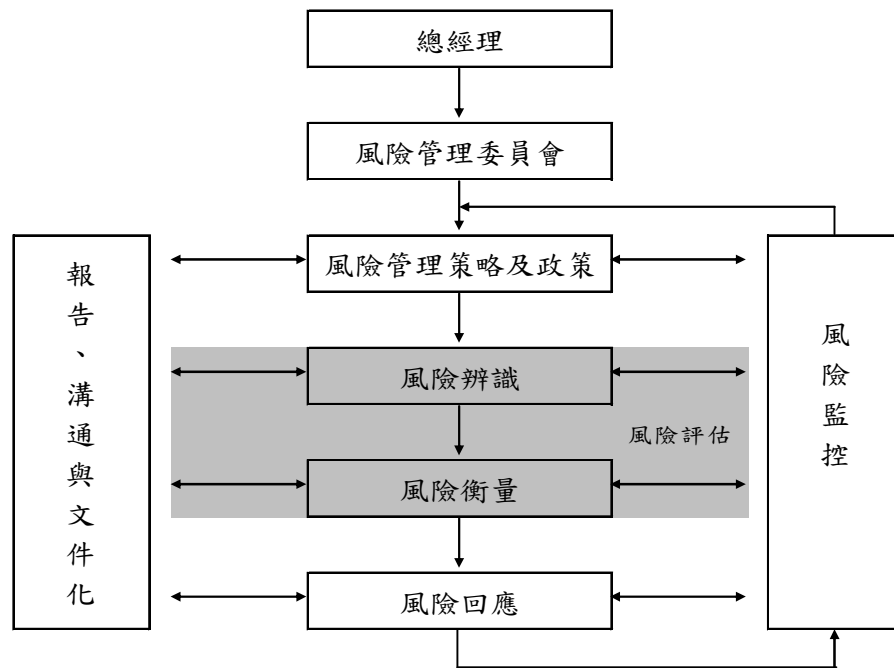 總經理
風險管理委員會
風險管理策略及政策
報告、溝通與文件化
風險監控
風險辨識
風險評估
風險衡量
風險回應